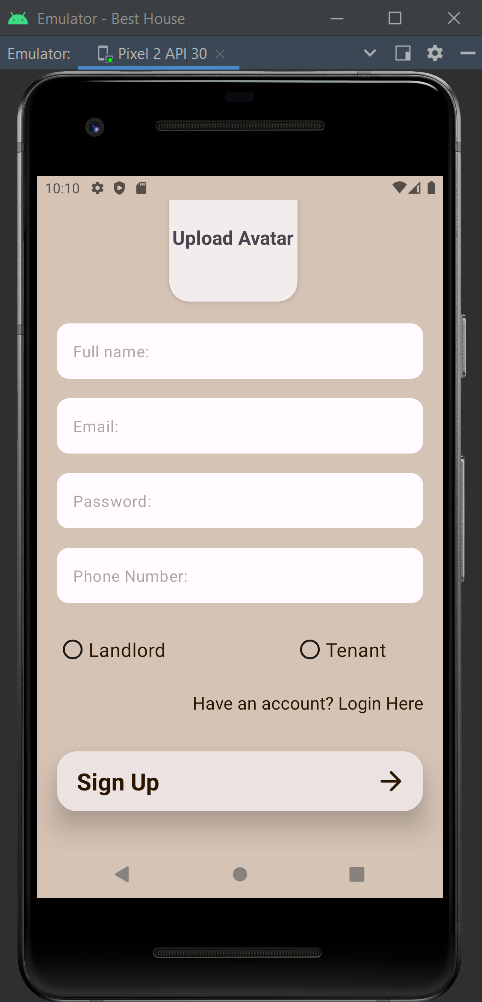 Emulator - Best House
Emulator: Pixel 2 API 30
10:10
Upload Avatar
Full name:
Email:
Password:
Phone Number:
Landlord Tenant
Have an account? Login Here
Sign Up